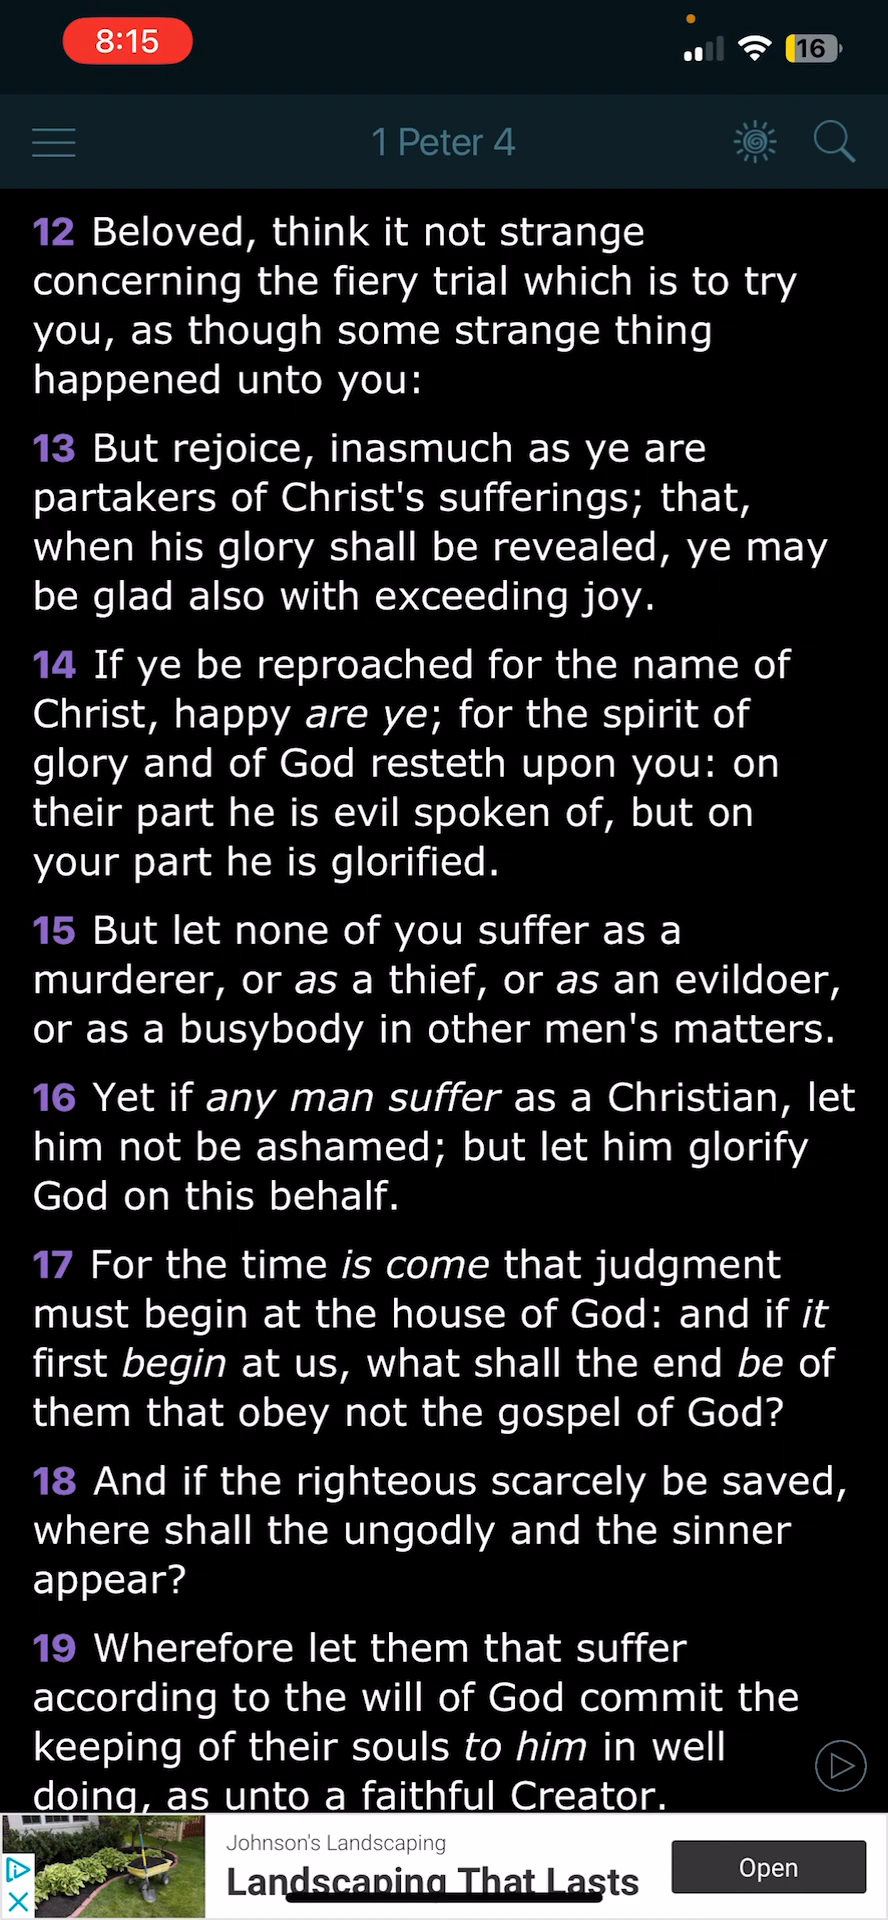 8:15
16
1 Peter 4
12 Beloved, think it not strange
concerning the fiery trial which is to try
you, as though some strange thing
happened unto you:
13 But rejoice, inasmuch as ye are
partakers of Christ's sufferings; that,
when his glory shall be revealed, ye may
be glad also with exceeding joy.
14 If ye be reproached for the name of
Christ, happy are ye; for the spirit of
glory and of God resteth upon you: on
their part he is evil spoken of, but on
your part he is glorified.
15 But let none of you suffer as a
murderer, or as a thief, or as an evildoer,
or as a busybody in other men's matters.
16 Yet if any man suffer as a Christian, let
him not be ashamed; but let him glorify
God on this behalf.
17 For the time is come that judgment
must begin at the house of God: and if it
first begin at us, what shall the end be of
them that obey not the gospel of God?
18 And if the righteous scarcely be saved,
where shall the ungodly and the sinner
appear?
19 Wherefore let them that suffer
according to the will of God commit the
keeping of their souls to him in well
doing, as unto a faithful Creator.
Johnson's Landscaping
Landscaping That Lasts
Open